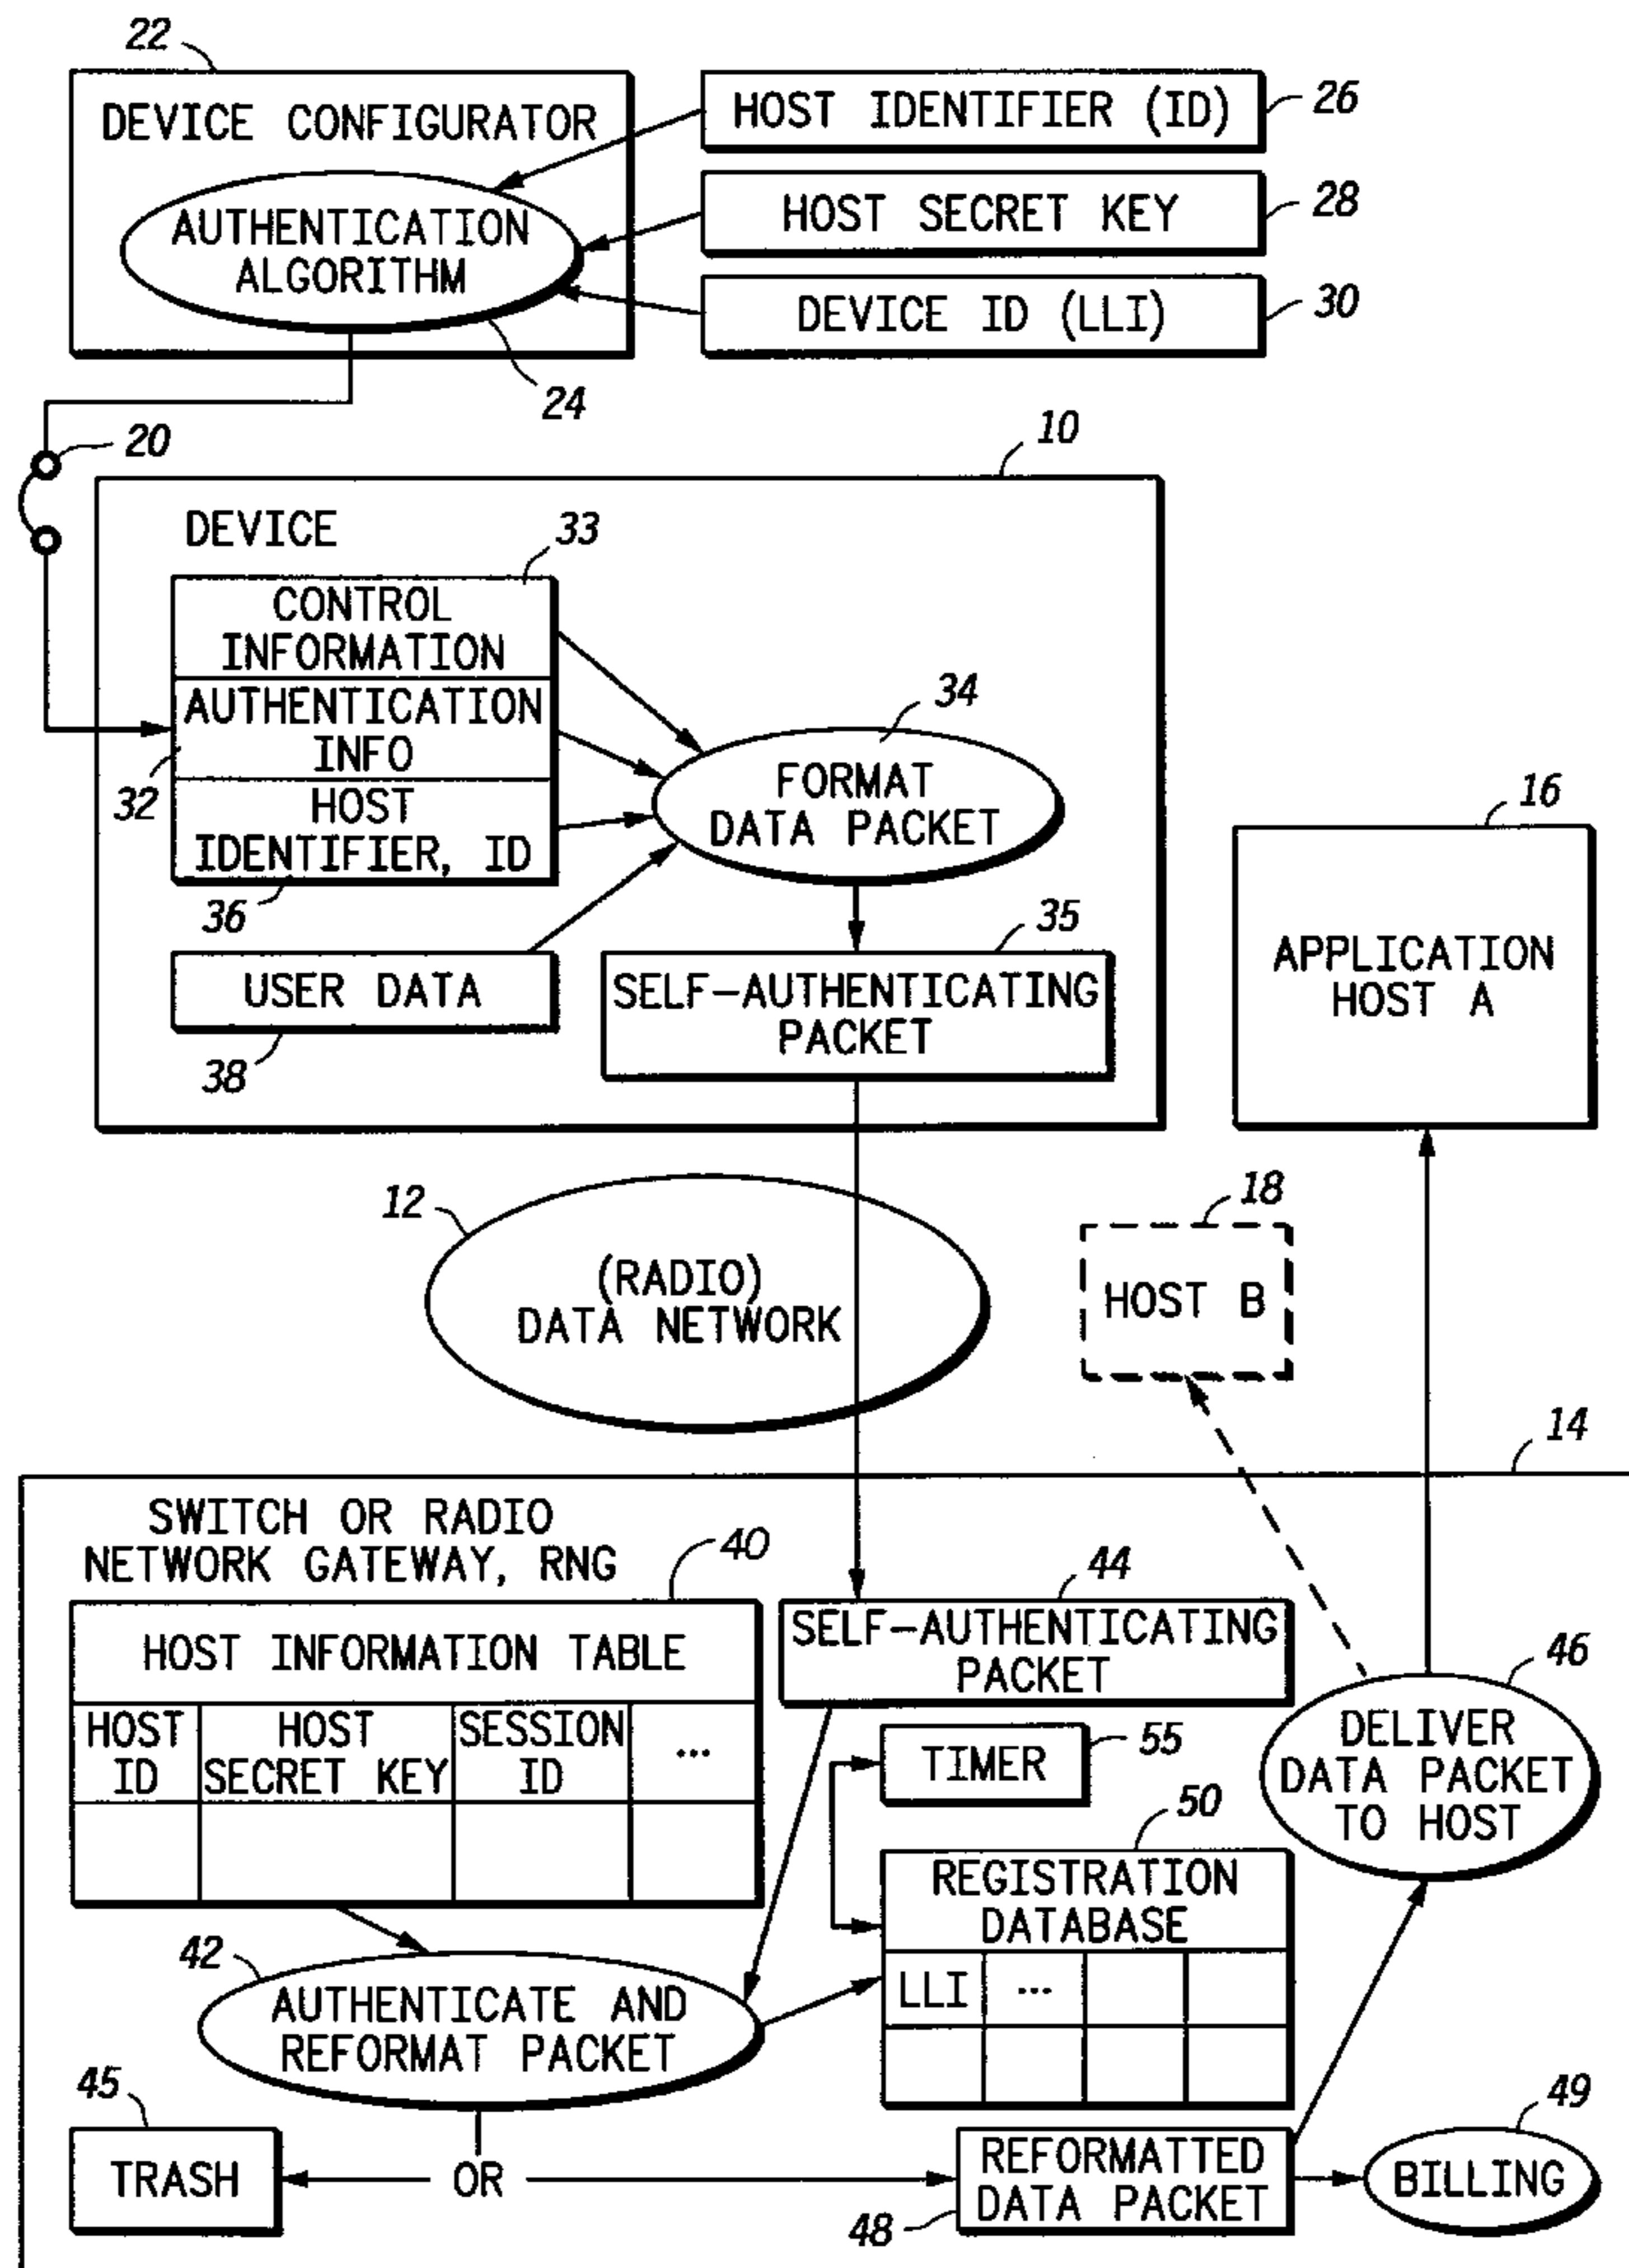 22
DEVICE CONFIGURATOR
AUTHENTICATION
ALGORITHM
24
HOST IDENTIFIER (ID)
26
HOST SECRET KEY
28
DEVICE ID (LLI)
30
20
10
DEVICE
33
CONTROL
INFORMATION
AUTHENTICATION
INFO
32
HOST
IDENTIFIER, ID
36
USER DATA
38
34
FORMAT
DATA PACKET
35
SELF-AUTHENTICATING
PACKET
16
APPLICATION
HOST A
12
(RADIO)
DATA NETWORK
18
HOST B
14
SWITCH OR RADIO
NETWORK GATEWAY, RNG
40
HOST INFORMATION TABLE
HOST
ID
HOST
SECRET KEY
SESSION
ID
...
44
SELF-AUTHENTICATING
PACKET
46
DELIVER
DATA PACKET
TO HOST
TIMER
55
50
REGISTRATION
DATABASE
LLI
...
42
AUTHENTICATE AND
REFORMAT PACKET
45
TRASH
OR
REFORMATTED
DATA PACKET
48
49
BILLING